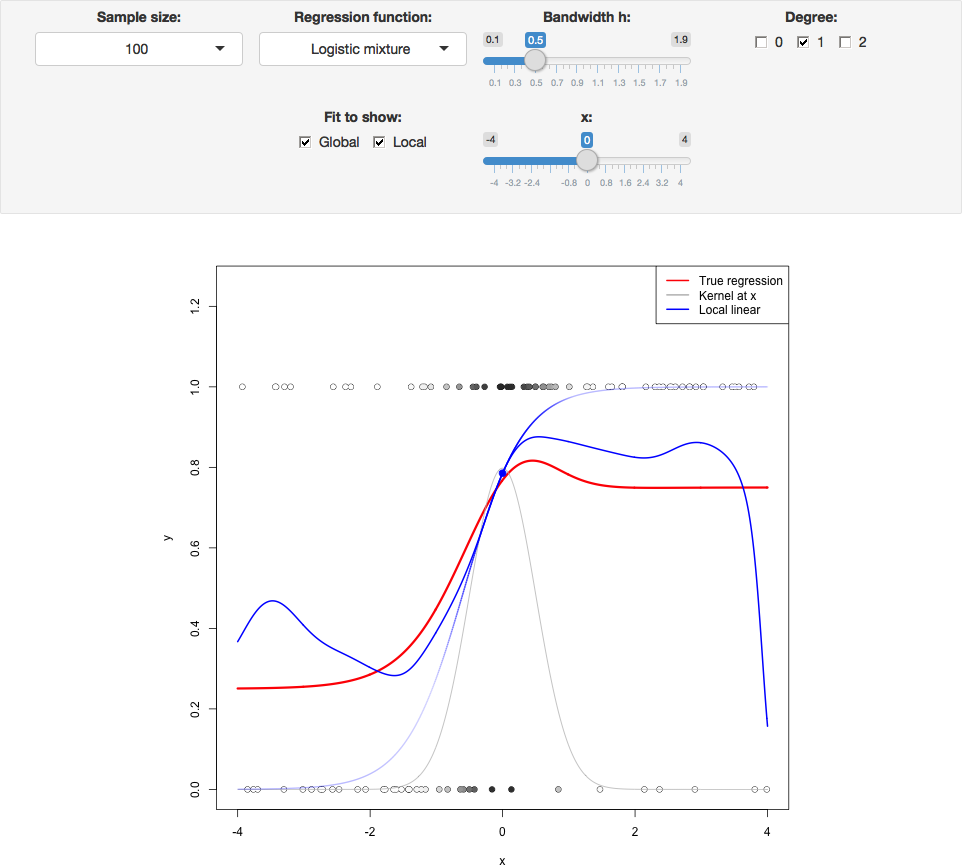 Sample size: Regression function: Bandwidth h: Degree:
100 Logistic mixture 0.1 0.5 1.9 0 1 2
0.1 0.3 0.5 0.7 0.9 1.1 1.3 1.5 1.7 1.9
Fit to show: x:
Global Local -4 0 4
-4 -3.2 -2.4 -0.8 0 0.8 1.6 2.4 3.2 4
True regression
Kernel at x
Local linear
1.2
1.0
0.8
0.6
0.4
0.2
0.0
y
-4 -2 0 2 4
x